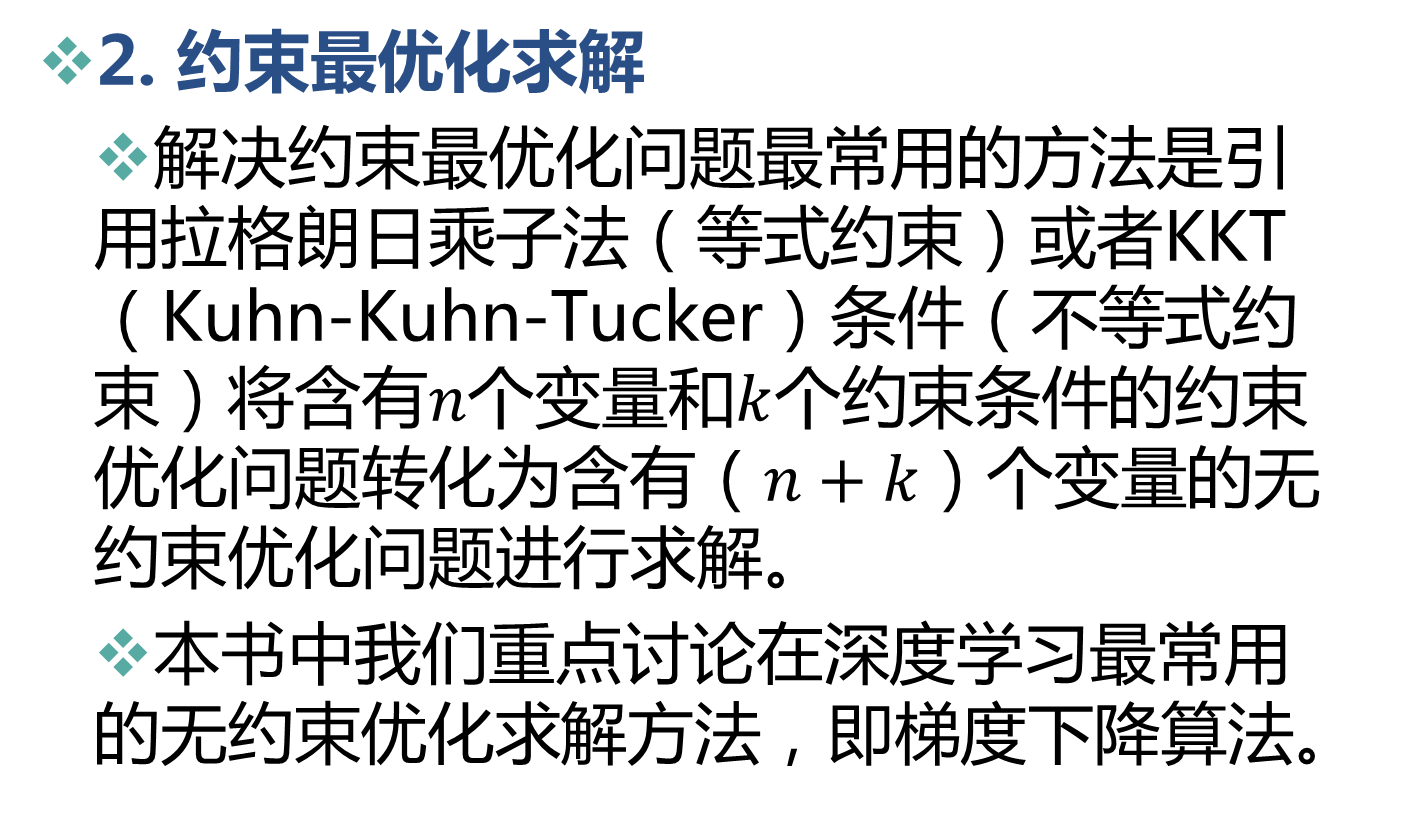 ❖2. 约束最优化求解
❖解决约束最优化问题最常用的方法是引
用拉格朗日乘子法（等式约束）或者KKT
（Kuhn-Kuhn-Tucker）条件（不等式约
束）将含有n个变量和k个约束条件的约束
优化问题转化为含有（n + k）个变量的无
约束优化问题进行求解。
❖本书中我们重点讨论在深度学习最常用
的无约束优化求解方法，即梯度下降算法。